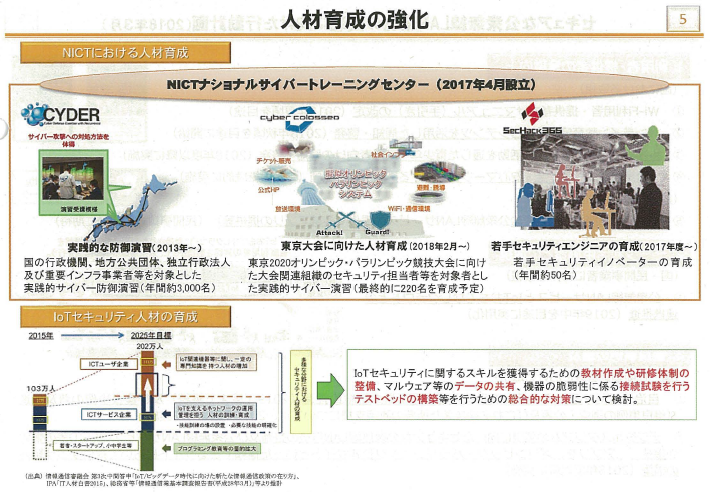 人材育成の強化
5
NICTにおける人材育成
NICTナショナルサイバートレーニングセンター（2017年4月設立）
CYDER
サイバー攻撃への対処方法を
体得
演習受講模様
実践的な防御演習（2013年～）
国の行政機関、地方公共団体、独立行政法人
及び重要インフラ事業者等を対象とした
実践的サイバー防御演習（年間約3,000名）
cyber colosseo
チケット販売
社会インフラ
公式HP
オリンピック
パラリンピック
システム
避難・誘導
放送環境
WiFi・通信環境
Attack!
Guard!
東京大会に向けた人材育成（2018年2月～）
東京2020オリンピック・パラリンピック競技大会に向
けた大会関連組織のセキュリティ担当者等を対象者とし
た実践的サイバー演習（最終的に220名を育成予定）
SecHack365
若手セキュリティエンジニアの育成（2017年度～）
若手セキュリティイノベーターの育成
（年間約50名）
IoTセキュリティ人材の育成
2015年
2025年目標
202万人
103万人
ICTユーザ企業
ICTサービス企業
若者・スタートアップ、小中学生等
IoT関連機器等に関し、一定の
専門知識を持つ人材の増加
IoTを支えるネットワークの運用
管理を担う人材の訓練・育成
・技能訓練の場の設置 ・必要な技能の明確化
プログラミング教育等の量的拡大
多様な分野における
セキュリティ人材の育成
IoTセキュリティに関するスキルを獲得するための教材作成や研修体制の
整備、マルウェア等のデータの共有、機器の脆弱性に係る接続試験を行う
テストベッドの構築等を行うための総合的な対策について検討。
（出典）情報通信審議会 第3次中間答申「IoT/ビッグデータ時代に向けた新たな情報通信政策の在り方」、
IPA「IT人材白書2015」、総務省等「情報通信業基本調査報告書（平成28年3月）」等より推計